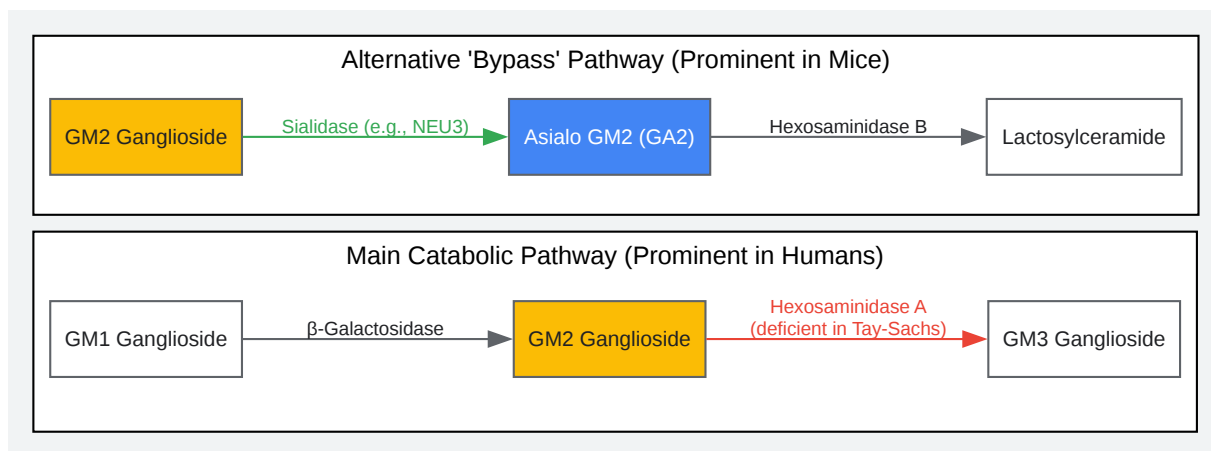 Alternative 'Bypass' Pathway (Prominent in Mice)
GM2 Ganglioside
Sialidase (e.g., NEU3)
Asialo GM2 (GA2)
Hexosaminidase B
Lactosylceramide
Main Catabolic Pathway (Prominent in Humans)
GM1 Ganglioside
β-Galactosidase
GM2 Ganglioside
Hexosaminidase A
(deficient in Tay-Sachs)
GM3 Ganglioside